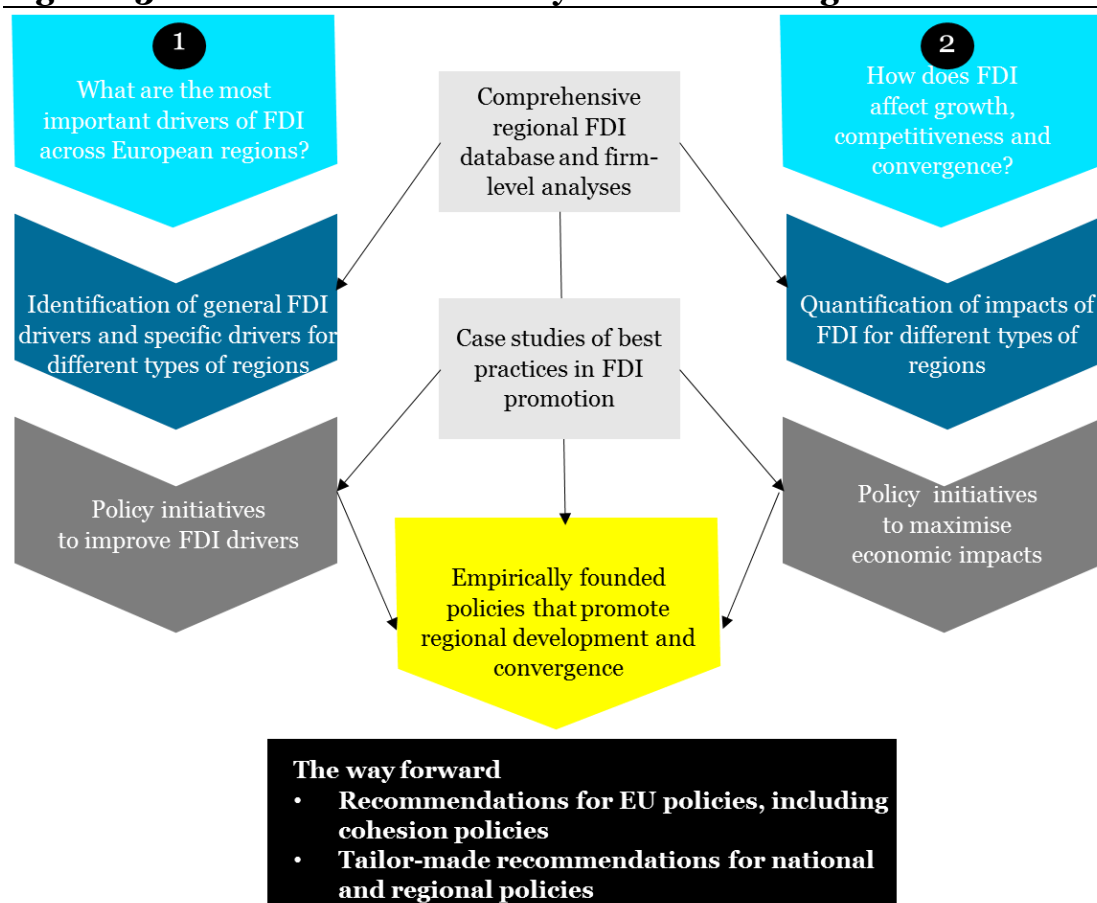 1
What are the most
important drivers of FDI
across European regions?
Identification of general FDI
drivers and specific drivers for
different types of regions
Policy initiatives
to improve FDI drivers
Comprehensive
regional FDI
database and firm-
level analyses
Case studies of best
practices in FDI
promotion
Empirically founded
policies that promote
regional development and
convergence
2
How does FDI
affect growth,
competitiveness and
convergence?
Quantification of impacts of
FDI for different types of
regions
Policy initiatives
to maximise
economic impacts
The way forward
• Recommendations for EU policies, including
cohesion policies
• Tailor-made recommendations for national
and regional policies